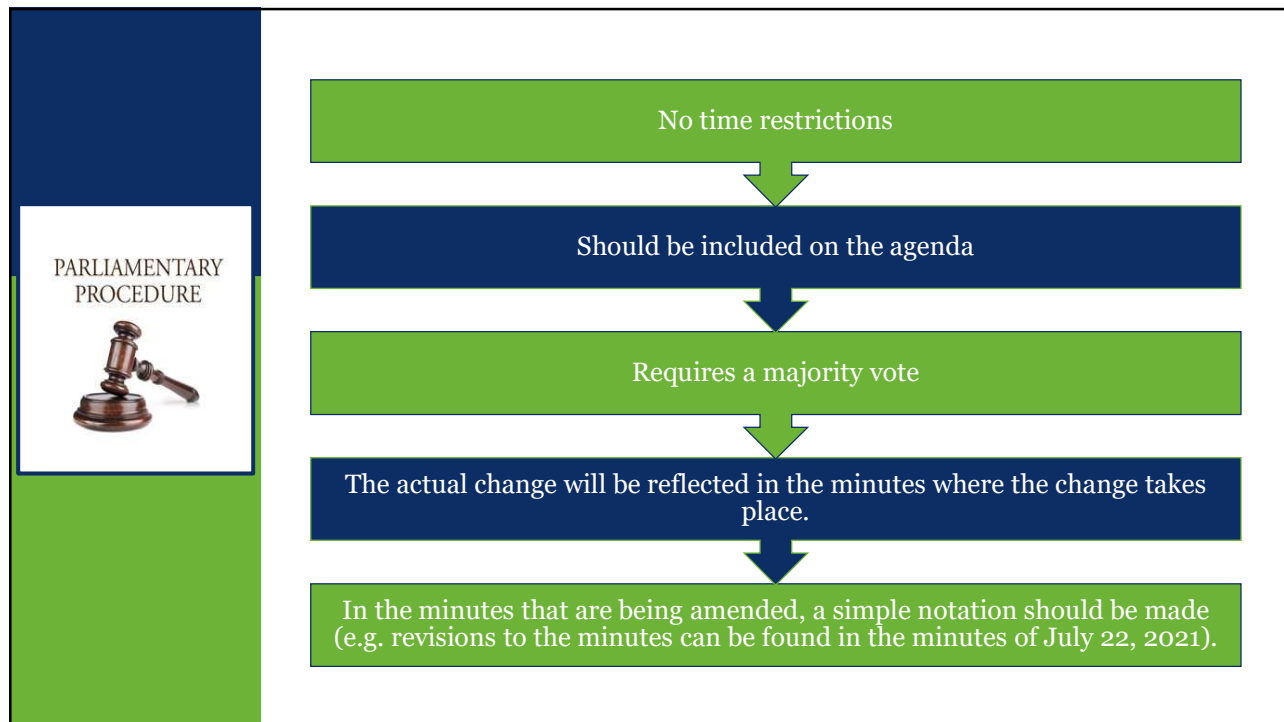 PARLIAMENTARY
PROCEDURE
No time restrictions
Should be included on the agenda
Requires a majority vote
The actual change will be reflected in the minutes where the change takes
place.
In the minutes that are being amended, a simple notation should be made
(e.g. revisions to the minutes can be found in the minutes of July 22, 2021).